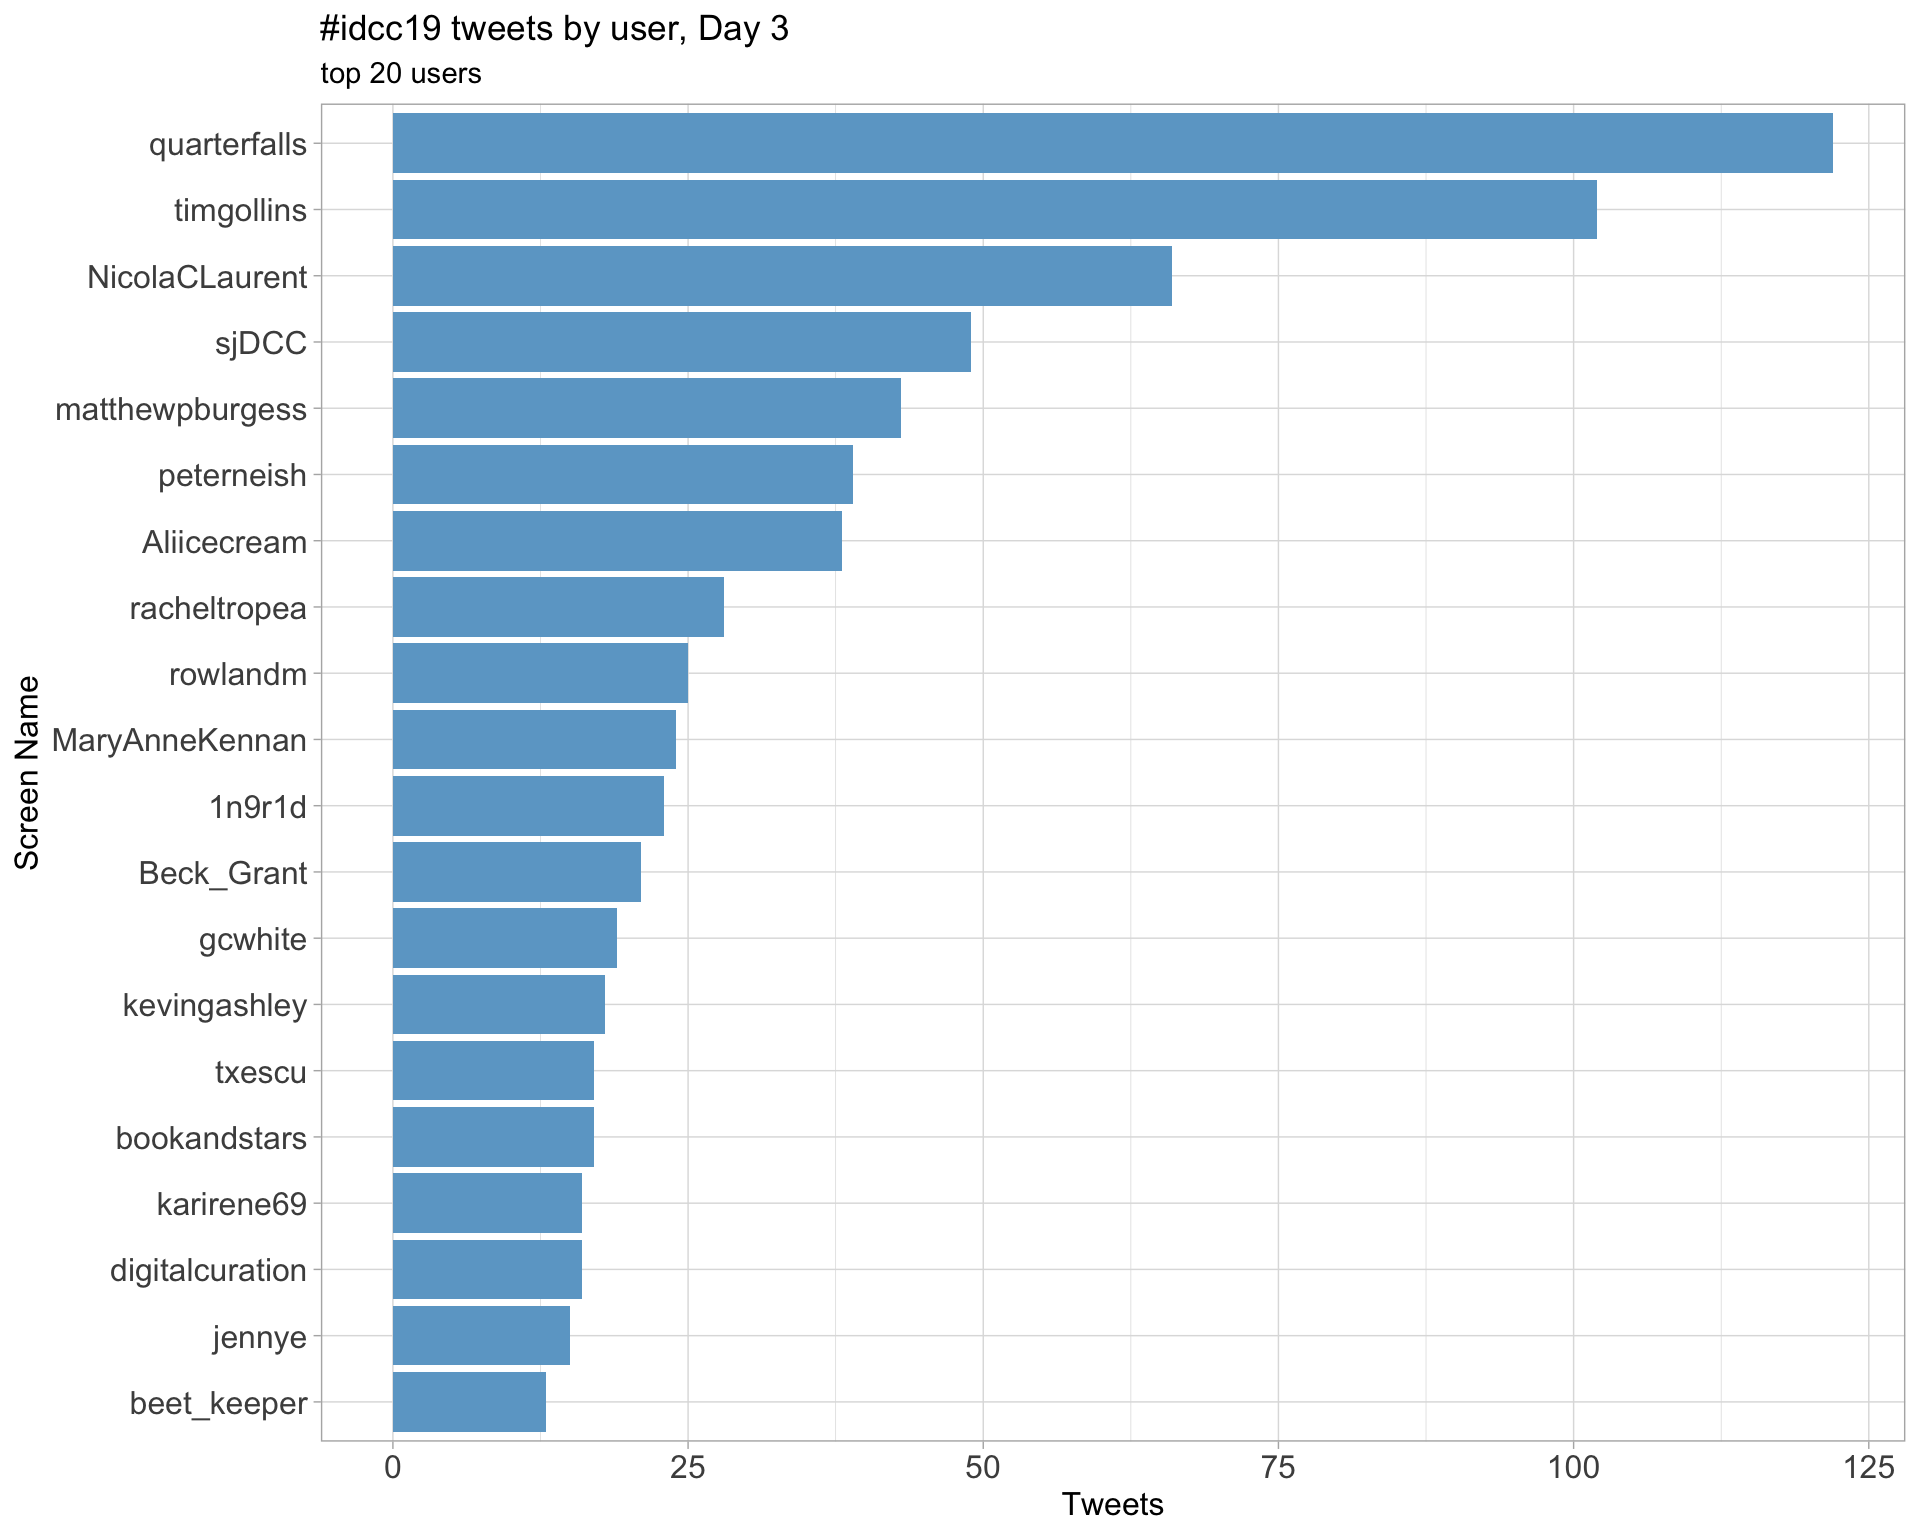 #idcc19 tweets by user, Day 3
top 20 users
quarterfalls
timgollins
NicolaCLaurent
sjDCC
matthewpburgess
peterneish
Aliicecream
racheltropea
rowlandm
MaryAnneKennan
1n9r1d
Beck_Grant
gcwhite
kevingashley
txescu
bookandstars
karirene69
digitalcuration
jennye
beet_keeper
Screen Name
0 25 50 75 100 125
Tweets